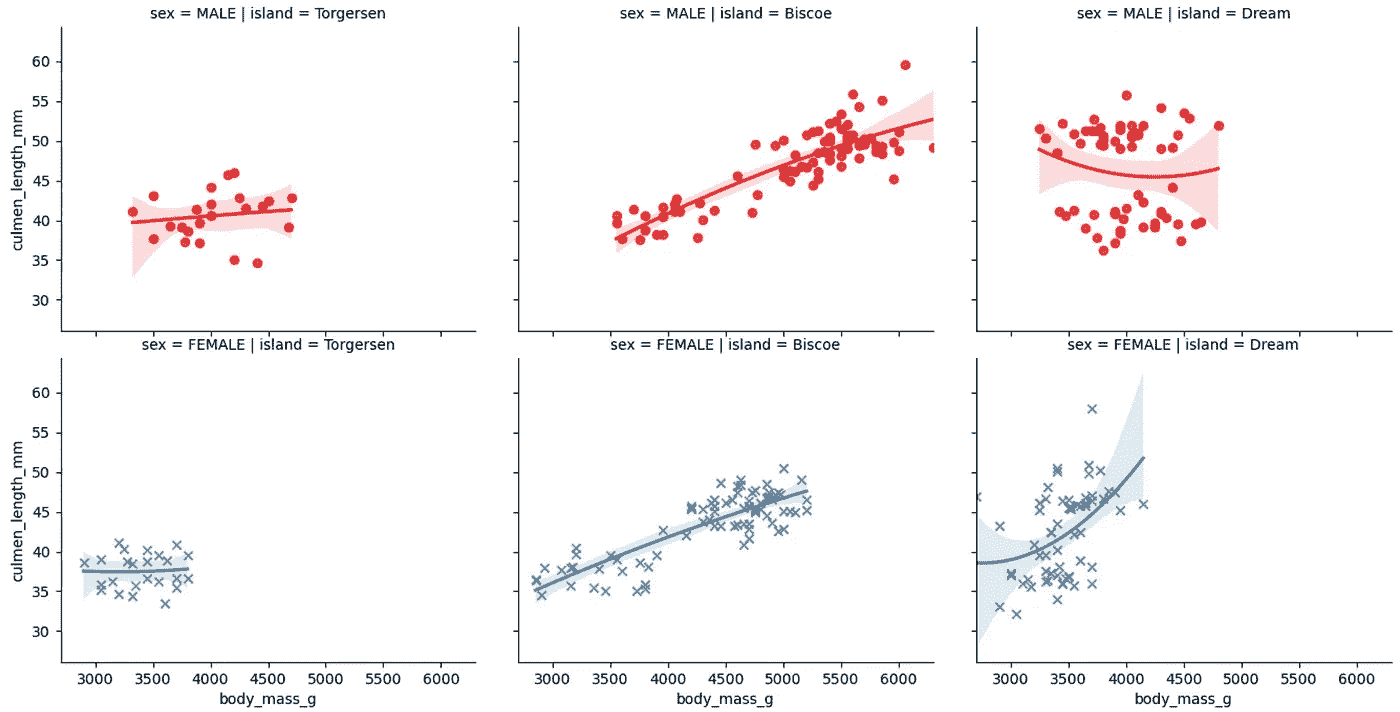 sex = MALE | island = Torgersen
sex = MALE | island = Biscoe
sex = MALE | island = Dream
culmen_length_mm
60
55
50
45
40
35
30
sex = FEMALE | island = Torgersen
sex = FEMALE | island = Biscoe
sex = FEMALE | island = Dream
culmen_length_mm
60
55
50
45
40
35
30
3000 3500 4000 4500 5000 5500 6000
3000 3500 4000 4500 5000 5500 6000
3000 3500 4000 4500 5000 5500 6000
body_mass_g
body_mass_g
body_mass_g